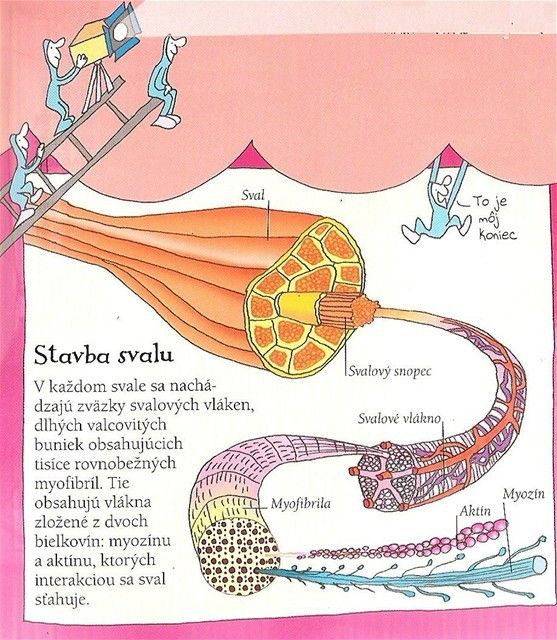 Sval
To je
môj
koniec
Svalový snopec
Stavba svalu
V každom svale sa nachá-
dzajú zväzky svalových vláken,
dlhých valcovitých
buniek obsahujúcich
tisíce rovnobežných
myofibríl. Tie
obsahujú vlákna
zložené z dvoch
bielkovín: myozínu
a aktínu, ktorých
interakciou sa sval
sťahuje.
Svalové vlákno
Myofibrila
Myozín
Aktín